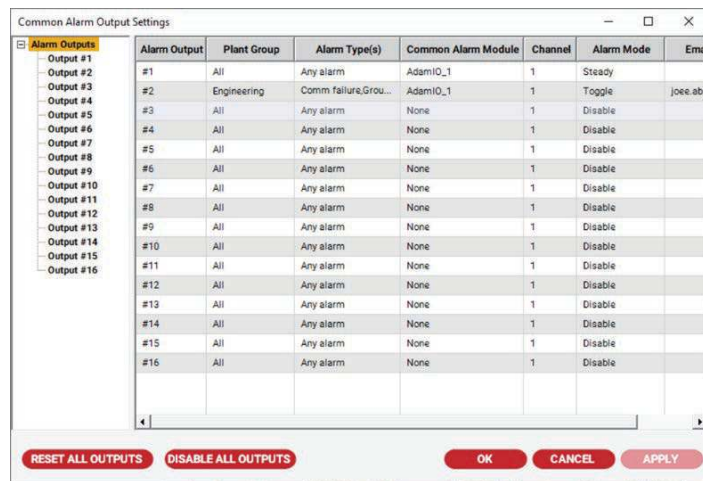 Common Alarm Output Settings
Alarm Outputs
Output #1
Output #2
Output #3
Output #4
Output #5
Output #6
Output #7
Output #8
Output #9
Output #10
Output #11
Output #12
Output #13
Output #14
Output #15
Output #16
Alarm Output Plant Group Alarm Type(s) Common Alarm Module Channel Alarm Mode Ema
#1 All Any alarm AdamIO_1 1 Steady
#2 Engineering Comm failure,Grou... AdamIO_1 1 Toggle joee.ab
#3 All Any alarm None 1 Disable
#4 All Any alarm None 1 Disable
#5 All Any alarm None 1 Disable
#6 All Any alarm None 1 Disable
#7 All Any alarm None 1 Disable
#8 All Any alarm None 1 Disable
#9 All Any alarm None 1 Disable
#10 All Any alarm None 1 Disable
#11 All Any alarm None 1 Disable
#12 All Any alarm None 1 Disable
#13 All Any alarm None 1 Disable
#14 All Any alarm None 1 Disable
#15 All Any alarm None 1 Disable
#16 All Any alarm None 1 Disable
RESET ALL OUTPUTS DISABLE ALL OUTPUTS OK CANCEL APPLY